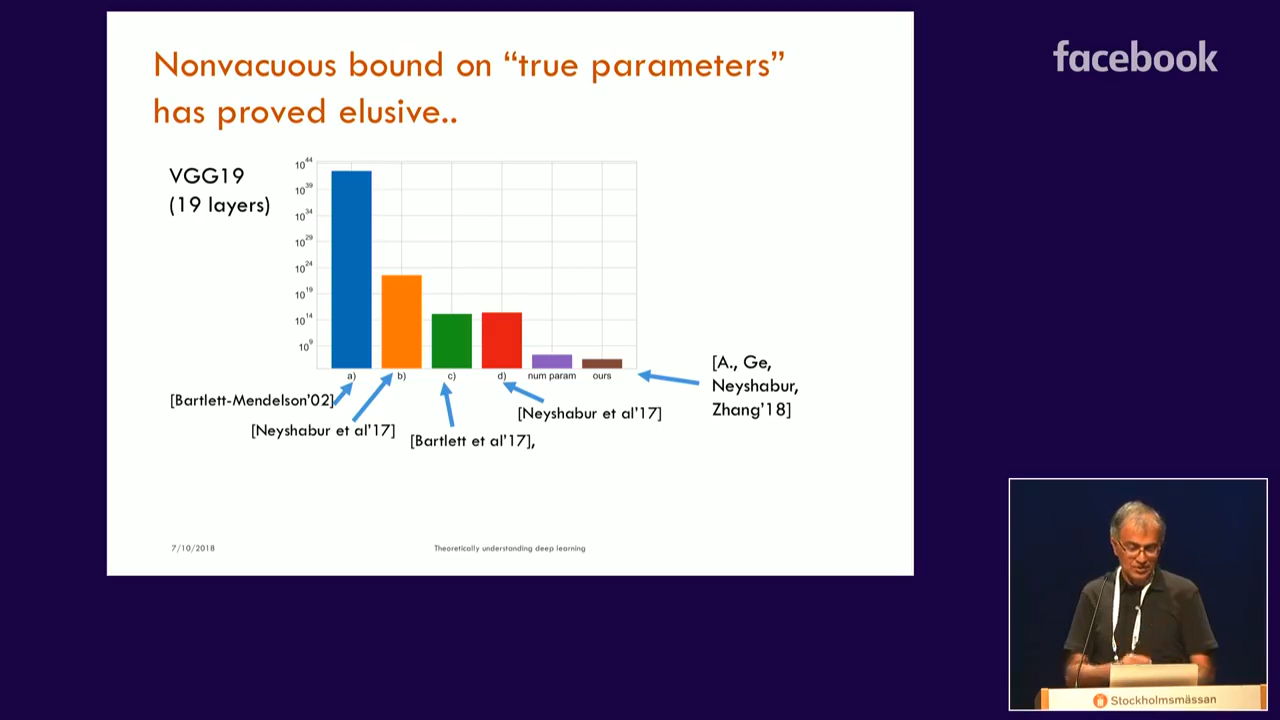 facebook
Nonvacuous bound on “true parameters”
has proved elusive..
VGG19
(19 layers)
10^44
10^39
10^34
10^29
10^24
10^19
10^14
10^9
a)
b)
c)
d)
num param
ours
[Bartlett-Mendelson’02]
[Neyshabur et al’17]
[Bartlett et al’17],
[Neyshabur et al’17]
[A., Ge,
Neyshabur,
Zhang’18]
7/10/2018
Theoretically understanding deep learning
Stockholmsmässan